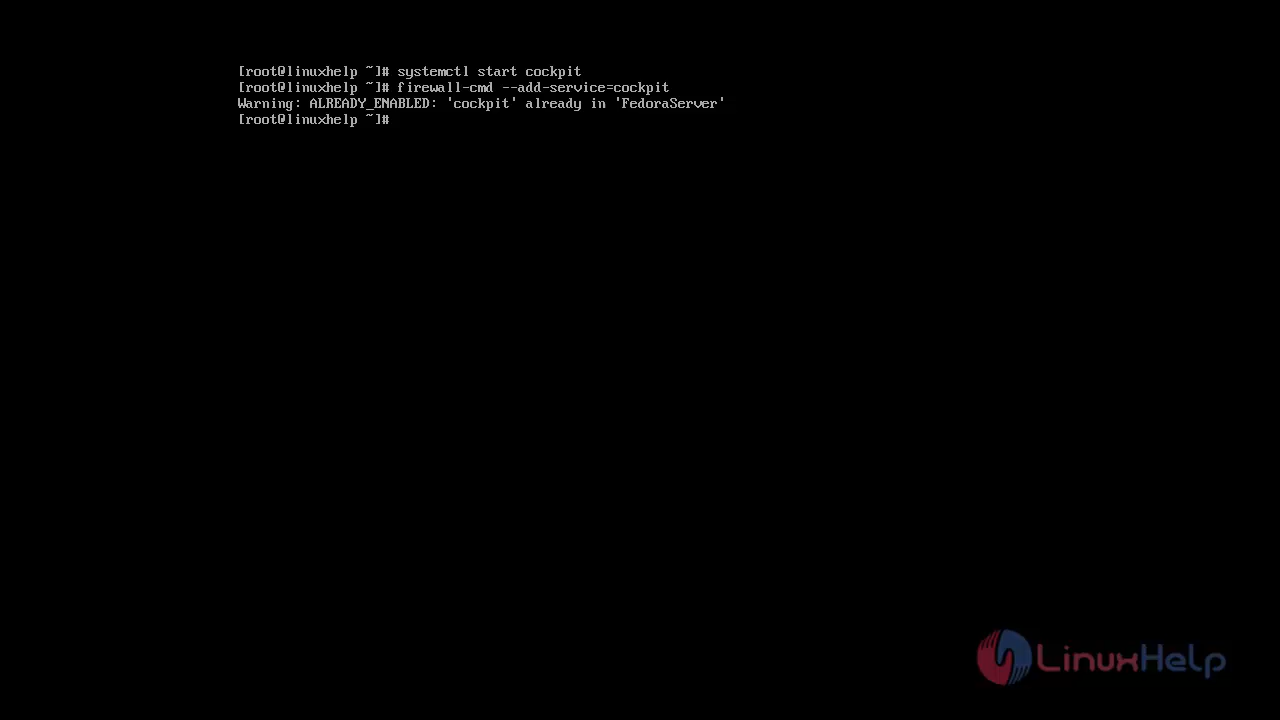 [root@linuxhelp ~]# systemctl start cockpit
[root@linuxhelp ~]# firewall-cmd --add-service=cockpit
Warning: ALREADY_ENABLED: 'cockpit' already in 'FedoraServer'
[root@linuxhelp ~]#
LinuxHelp